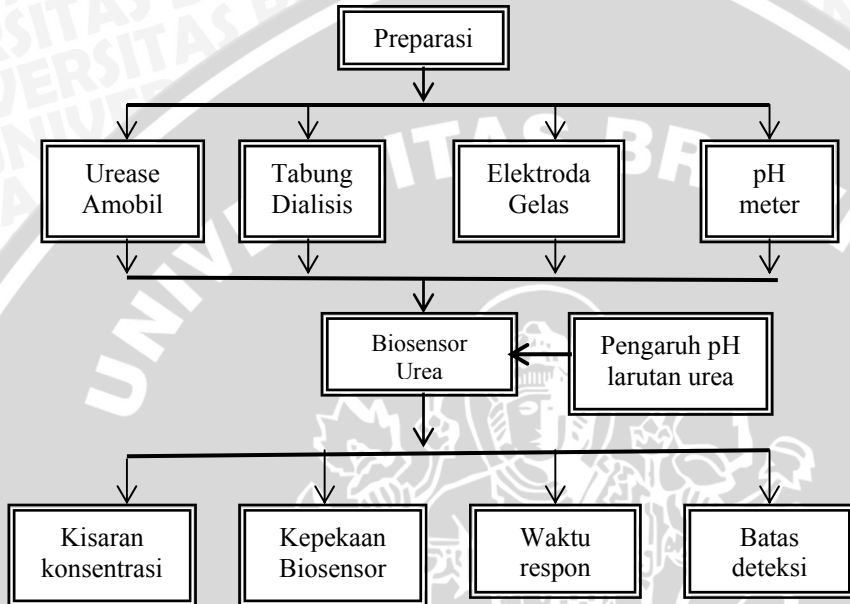 Preparasi
Urease
Amobil
Tabung
Dialisis
Elektroda
Gelas
pH
meter
Biosensor
Urea
Pengaruh pH
larutan urea
Kisaran
konsentrasi
Kepekaan
Biosensor
Waktu
respon
Batas
deteksi